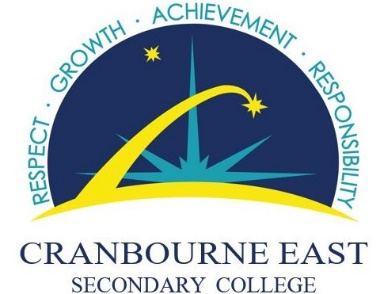 RESPECT · GROWTH · ACHIEVEMENT · RESPONSIBILITY
CRANBOURNE EAST
SECONDARY COLLEGE